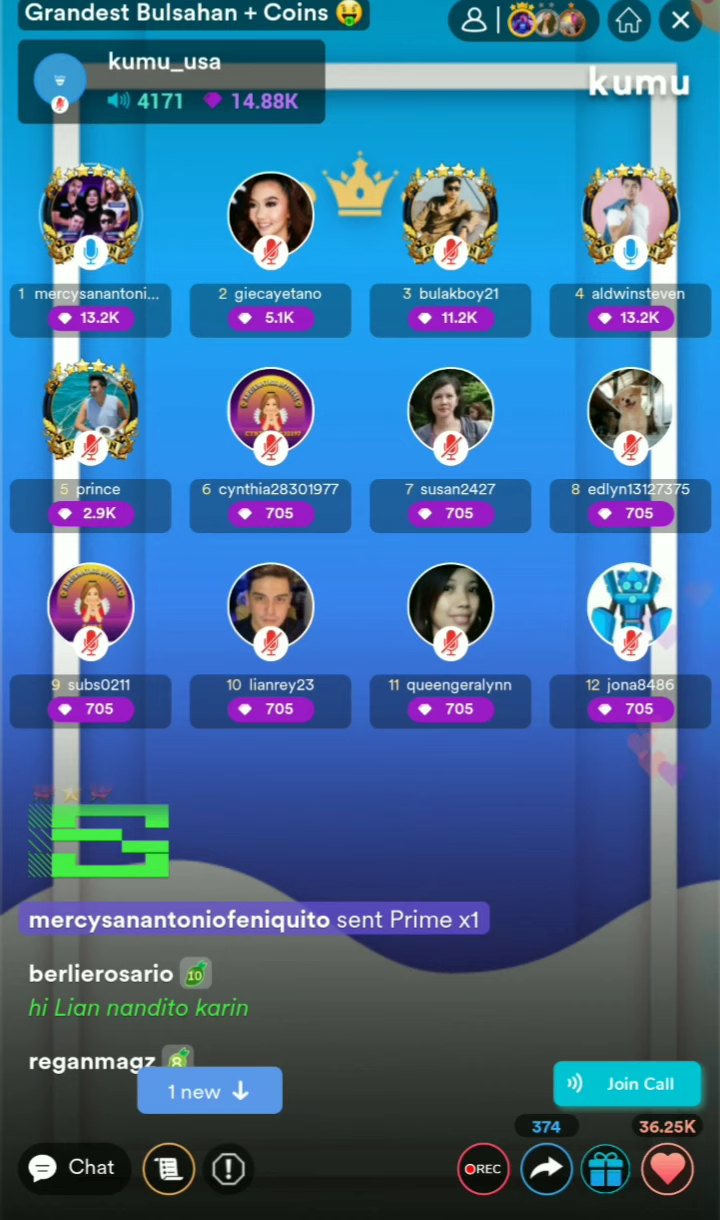 Grandest Bulsahan + Coins 🤑
kumu_usa
4171 14.88K
kumu
1 mercysanantoni...
13.2K
2 giecayetano
5.1K
3 bulakboy21
11.2K
4 aldwinsteven
13.2K
5 prince
2.9K
6 cynthia28301977
705
7 susan2427
705
8 edlyn13127375
705
9 subs0211
705
10 lianrey23
705
11 queengeralynn
705
12 jona8486
705
mercysanantoniofeniquito sent Prime x1
berlierosario 10
hi Lian nandito karin
reganmagz 8
1 new
Join Call
374
36.25K
Chat
REC